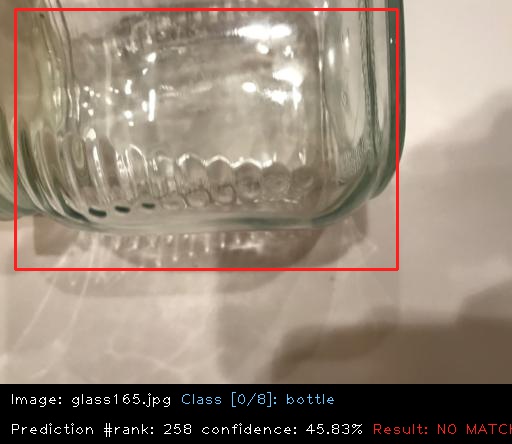 Image: glass165.jpg Class [0/8]: bottle
Prediction #rank: 258 confidence: 45.83% Result: NO MATCH